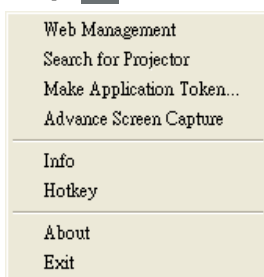 Web Management
Search for Projector
Make Application Token...
Advance Screen Capture
Info
Hotkey
About
Exit